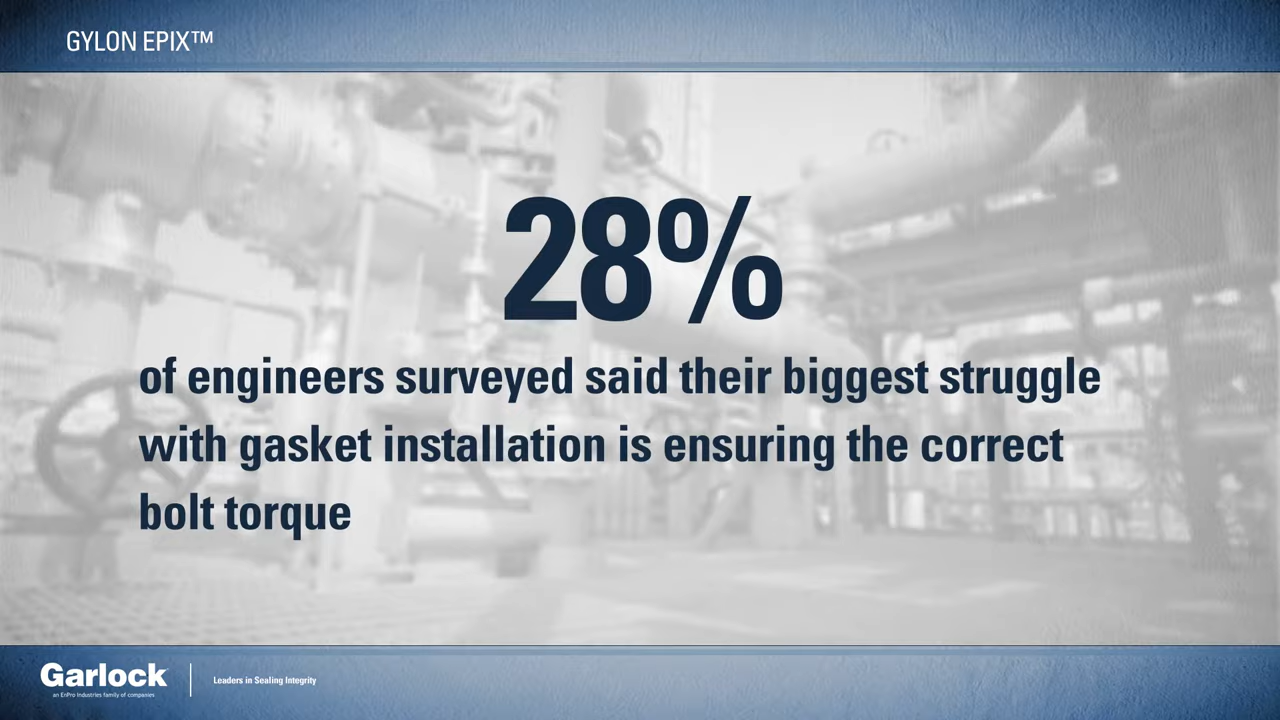 GYLON EPIX™
28%
of engineers surveyed said their biggest struggle
with gasket installation is ensuring the correct
bolt torque
Garlock
an EnPro Industries family of companies
Leaders in Sealing Integrity